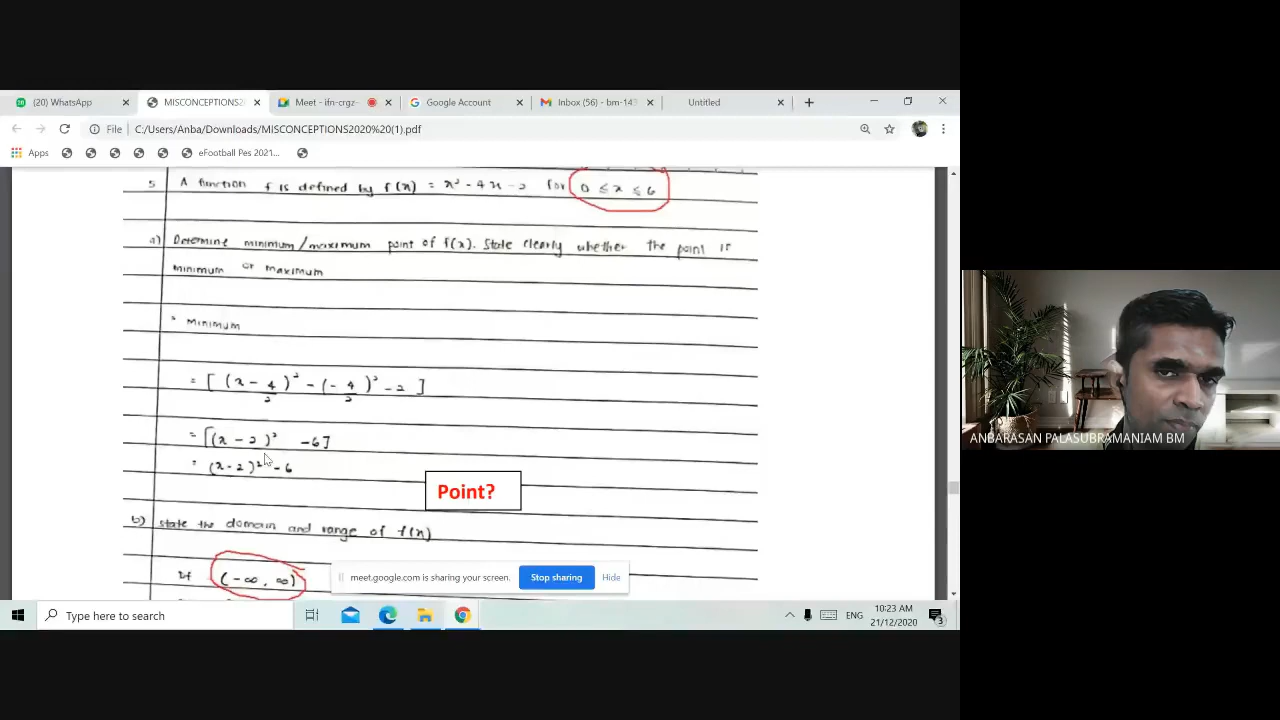 (20) WhatsApp
MISCONCEPTIONS20
Meet - ifn-crgz-
Google Account
Inbox (56) - bm-143
Untitled
File C:/Users/Anba/Downloads/MISCONCEPTIONS2020%20(1).pdf
Apps
eFootball Pes 2021...
5 A function f is defined by f(x) = x² - 4x - 2 for 0 ≤ x ≤ 6
a) Determine minimum/maximum point of f(x). State clearly whether the point is
minimum or maximum
minimum
= [ (x - 4/2)² - (- 4/2)² - 2 ]
= [(x - 2)² - 6]
= (x - 2)² - 6
Point?
b) state the domain and range of f(x)
(-∞, ∞)
meet.google.com is sharing your screen.
Stop sharing
Hide
ANBARASAN PALASUBRAMANIAM BM
Type here to search
ENG
10:23 AM
21/12/2020
3